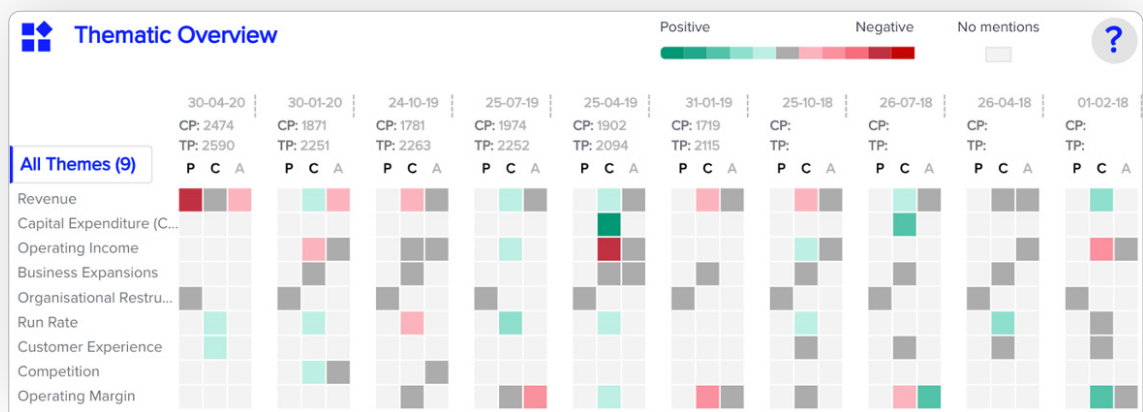 Thematic Overview
Positive Negative No mentions
?
30-04-20 30-01-20 24-10-19 25-07-19 25-04-19 31-01-19 25-10-18 26-07-18 26-04-18 01-02-18
CP: 2474 CP: 1871 CP: 1781 CP: 1974 CP: 1902 CP: 1719 CP: CP: CP: CP:
TP: 2590 TP: 2251 TP: 2263 TP: 2252 TP: 2094 TP: 2115 TP: TP: TP: TP:
All Themes (9) P C A P C A P C A P C A P C A P C A P C A P C A P C A P C A
Revenue
Capital Expenditure (C...
Operating Income
Business Expansions
Organisational Restru...
Run Rate
Customer Experience
Competition
Operating Margin